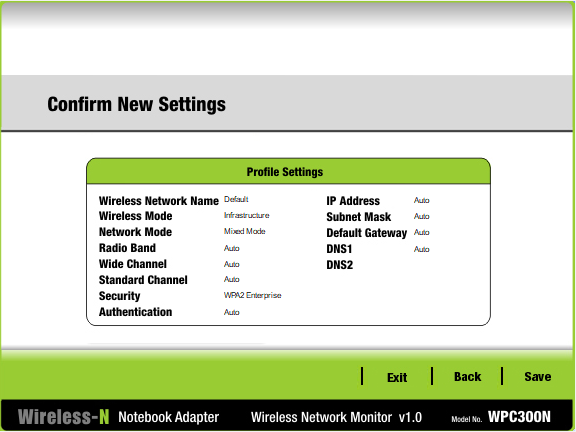 Confirm New Settings
Profile Settings
Wireless Network Name Default
Wireless Mode Infrastructure
Network Mode Mixed Mode
Radio Band Auto
Wide Channel Auto
Standard Channel Auto
Security WPA2 Enterprise
Authentication Auto
IP Address Auto
Subnet Mask Auto
Default Gateway Auto
DNS1 Auto
DNS2
Exit Back Save
Wireless-N Notebook Adapter Wireless Network Monitor v1.0 Model No. WPC300N